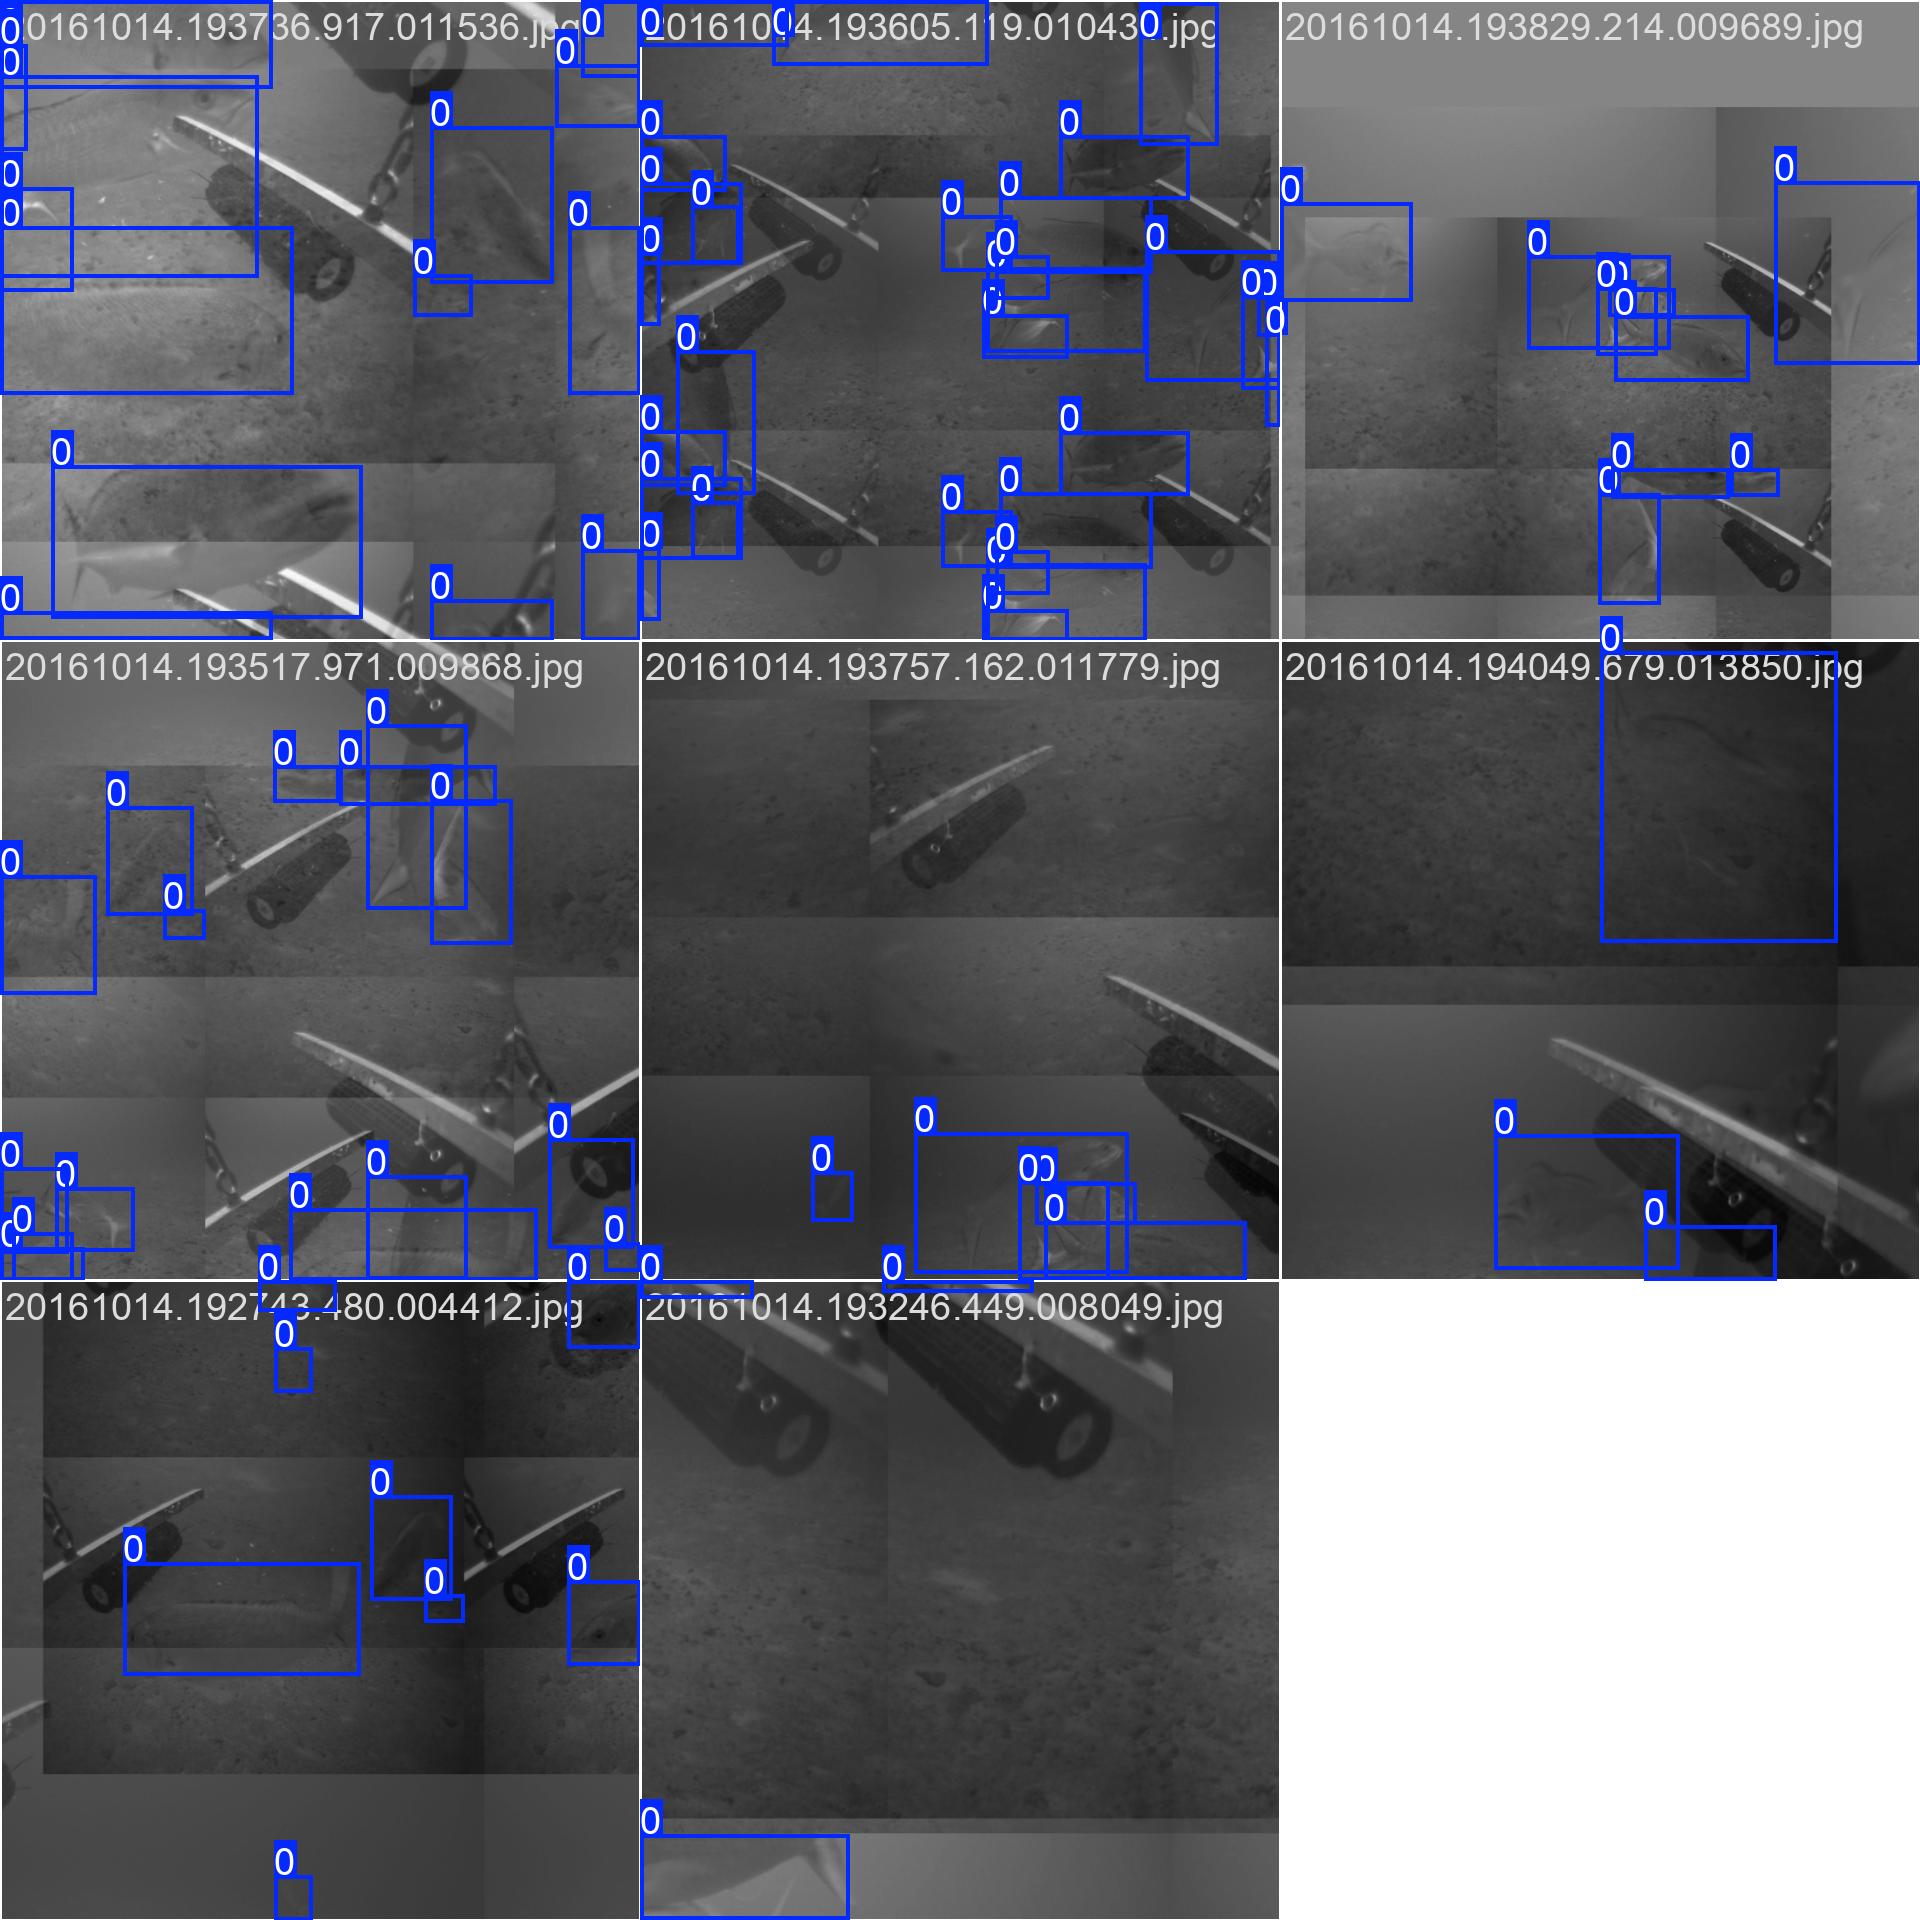 20161014.193736.917.011536.jpg
20161014.193605.119.01043 .jpg
20161014.193829.214.009689.jpg
20161014.193517.971.009868.jpg
20161014.193757.162.011779.jpg
20161014.194049.679.013850.jpg
20161014.192743.480.004412.jpg
20161014.193246.449.008049.jpg